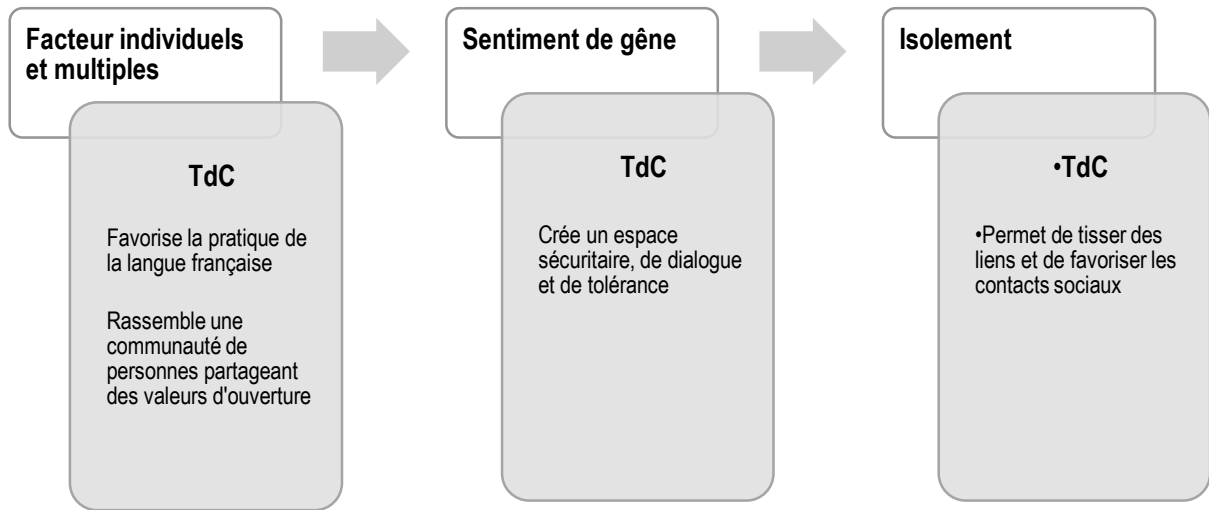 Facteur individuels
et multiples
TdC
Favorise la pratique de
la langue française
Rassemble une
communauté de
personnes partageant
des valeurs d'ouverture
Sentiment de gêne
TdC
Crée un espace
sécuritaire, de dialogue
et de tolérance
Isolement
•TdC
•Permet de tisser des
liens et de favoriser les
contacts sociaux